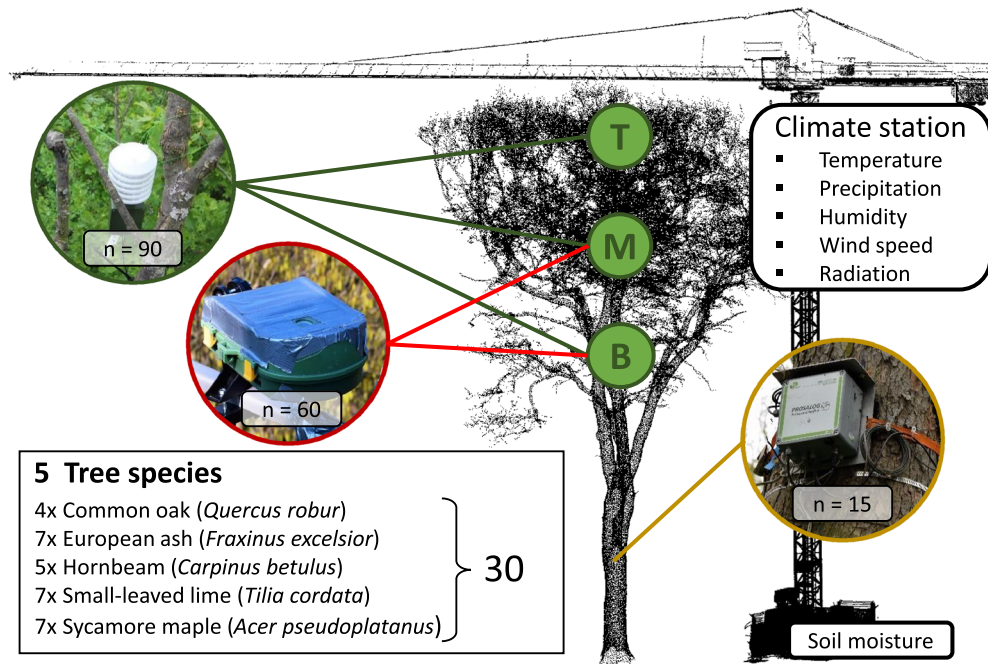 T
M
B
n = 90
n = 60
Climate station
▪ Temperature
▪ Precipitation
▪ Humidity
▪ Wind speed
▪ Radiation
PROSALOG
n = 15
5 Tree species
4x Common oak (Quercus robur)
7x European ash (Fraxinus excelsior)
5x Hornbeam (Carpinus betulus)
7x Small-leaved lime (Tilia cordata)
7x Sycamore maple (Acer pseudoplatanus)
30
Soil moisture